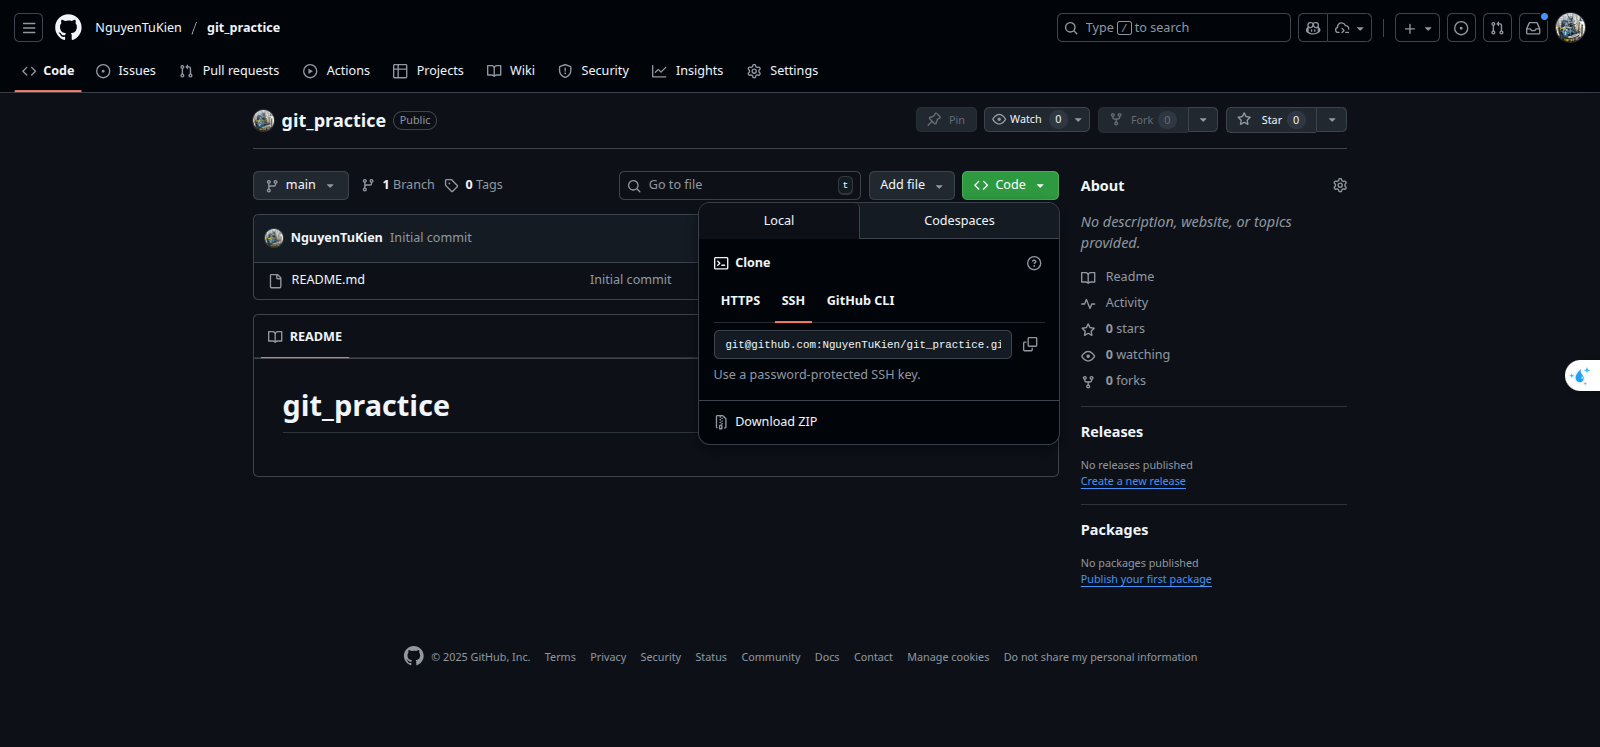 NguyenTuKien / git_practice
Type / to search
Code Issues Pull requests Actions Projects Wiki Security Insights Settings
git_practice Public
Pin Watch 0 Fork 0 Star 0
main 1 Branch 0 Tags Go to file t Add file Code
Local Codespaces
NguyenTuKien Initial commit
README.md Initial commit
Clone
HTTPS SSH GitHub CLI
git@github.com:NguyenTuKien/git_practice.gi
Use a password-protected SSH key.
Download ZIP
README
git_practice
About
No description, website, or topics
provided.
Readme
Activity
0 stars
0 watching
0 forks
Releases
No releases published
Create a new release
Packages
No packages published
Publish your first package
© 2025 GitHub, Inc. Terms Privacy Security Status Community Docs Contact Manage cookies Do not share my personal information